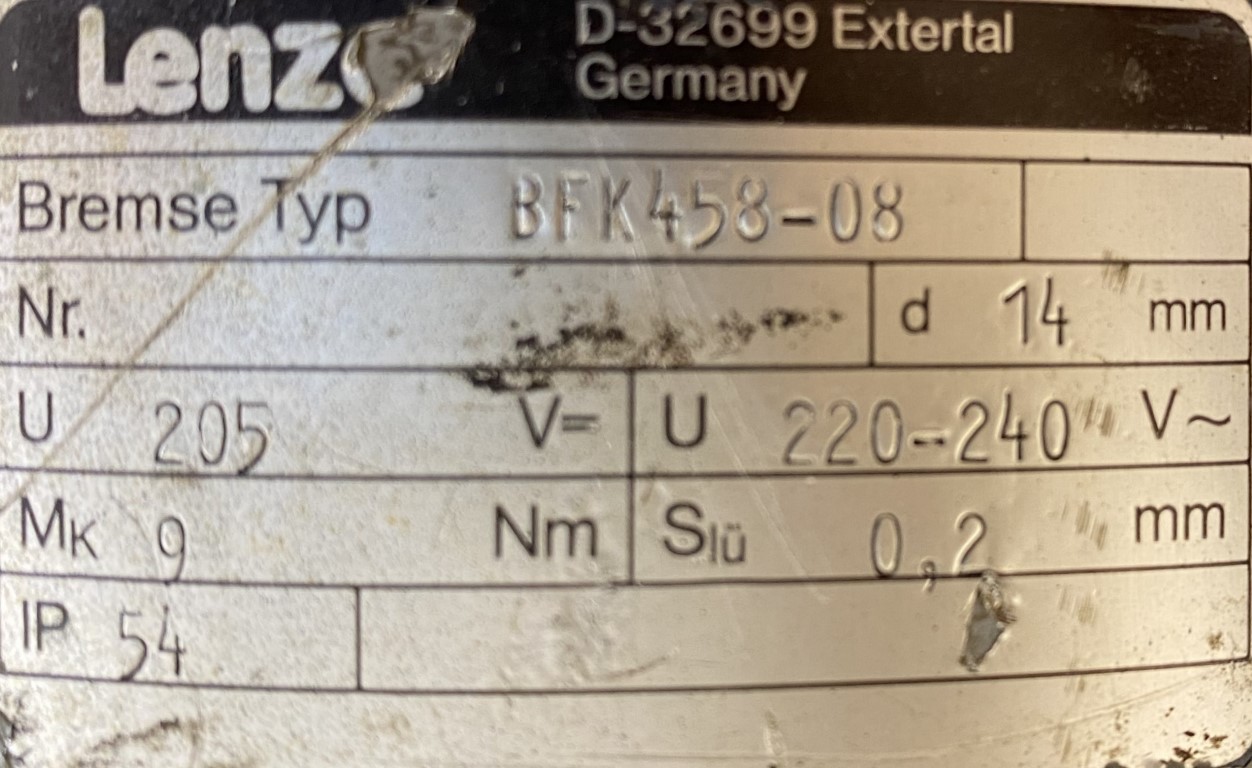 Lenze
D-32699 Extertal
Germany
Bremse Typ BFK458-08
Nr. d 14 mm
U 205 V= U 220-240 V~
MK 9 Nm Slü 0,2 mm
IP 54